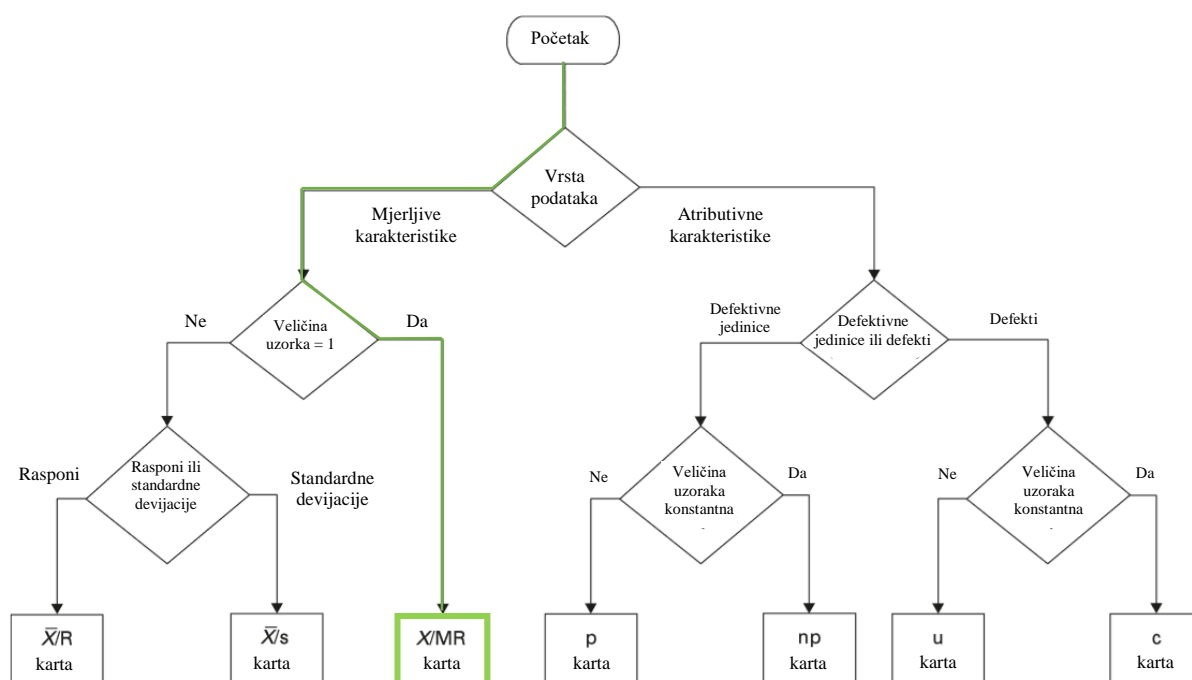 Početak
Vrsta
podataka
Mjerljive
karakteristike
Atributivne
karakteristike
Ne
Veličina
uzorka = 1
Da
Defektivne
jedinice
Defektivne
jedinice ili defekti
Defekti
Rasponi
Rasponi ili
standardne
devijacije
Standardne
devijacije
Ne
Veličina
uzoraka
konstantna
Da
Ne
Veličina
uzoraka
konstantna
Da
X̅/R
karta
X̅/s
karta
X/MR
karta
p
karta
np
karta
u
karta
c
karta